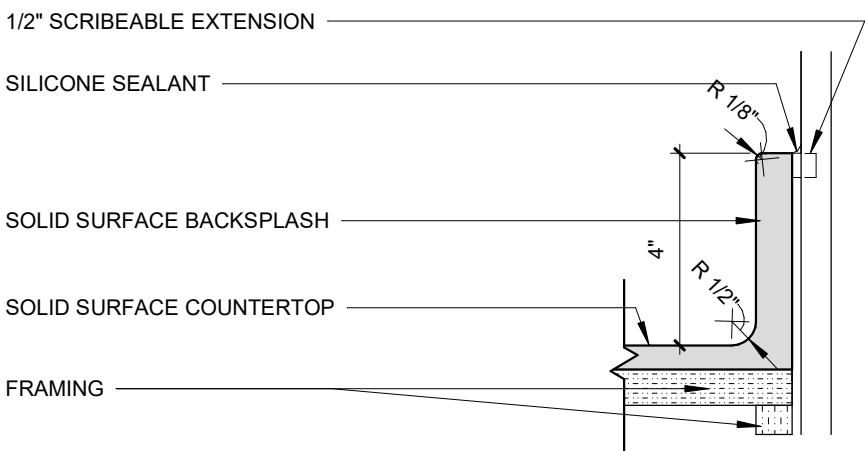 1/2" SCRIBEABLE EXTENSION
SILICONE SEALANT
R 1/8"
SOLID SURFACE BACKSPLASH
4"
R 1/2"
SOLID SURFACE COUNTERTOP
FRAMING